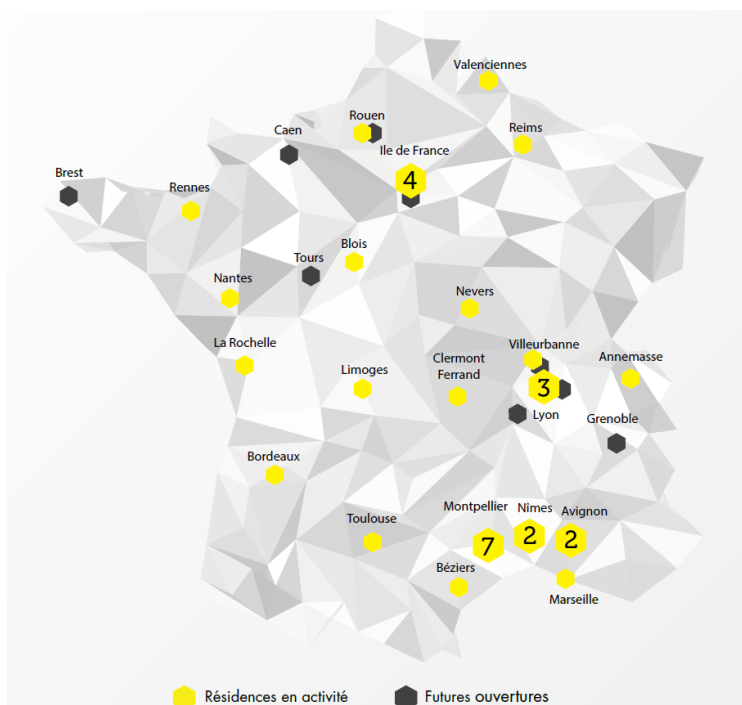 Valenciennes
Rouen
Caen
Reims
Ile de France
4
Brest
Rennes
Blois
Tours
Nantes
Nevers
La Rochelle
Villeurbanne
Clermont
Ferrand
Annemasse
Limoges
3
Lyon
Grenoble
Bordeaux
Montpellier
Nîmes
Avignon
Toulouse
7
2
2
Béziers
Marseille
Résidences en activité
Futures ouvertures